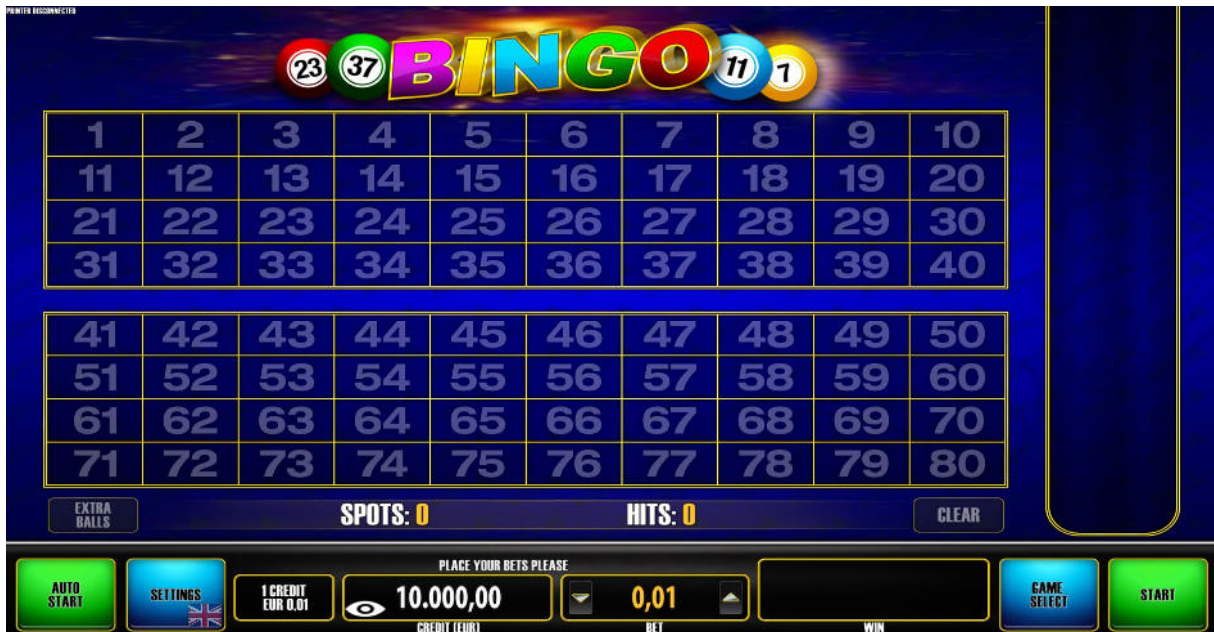 PRINTER DISCONNECTED
23 37 BINGO 11 7
1 2 3 4 5 6 7 8 9 10
11 12 13 14 15 16 17 18 19 20
21 22 23 24 25 26 27 28 29 30
31 32 33 34 35 36 37 38 39 40
41 42 43 44 45 46 47 48 49 50
51 52 53 54 55 56 57 58 59 60
61 62 63 64 65 66 67 68 69 70
71 72 73 74 75 76 77 78 79 80
EXTRA
BALLS
SPOTS: 0
HITS: 0
CLEAR
PLACE YOUR BETS PLEASE
AUTO
START
SETTINGS
1 CREDIT
EUR 0,01
10.000,00
CREDIT (EUR)
0,01
BET
WIN
GAME
SELECT
START